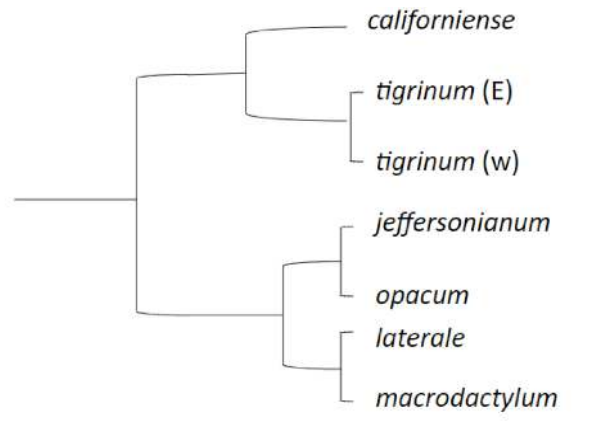 californiense
tigrinum (E)
tigrinum (w)
jeffersonianum
opacum
laterale
macrodactylum